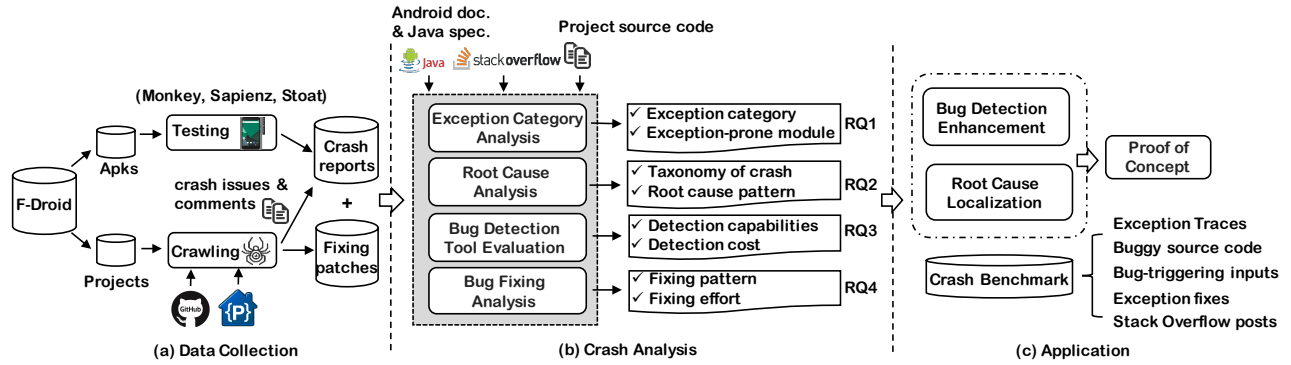 (Monkey, Sapienz, Stoat)
Testing
Apks
F-Droid
Crash
reports
crash issues &
comments
+
Projects
Crawling
Fixing
patches
GitHub
{P}
(a) Data Collection
Android doc.
& Java spec.
Project source code
Java
stackoverflow
Exception Category
Analysis
✓ Exception category
✓ Exception-prone module
RQ1
Root Cause
Analysis
✓ Taxonomy of crash
✓ Root cause pattern
RQ2
Bug Detection
Tool Evaluation
✓ Detection capabilities
✓ Detection cost
RQ3
Bug Fixing
Analysis
✓ Fixing pattern
✓ Fixing effort
RQ4
(b) Crash Analysis
Bug Detection
Enhancement
Root Cause
Localization
Proof of
Concept
Crash Benchmark
Exception Traces
Buggy source code
Bug-triggering inputs
Exception fixes
Stack Overflow posts
(c) Application